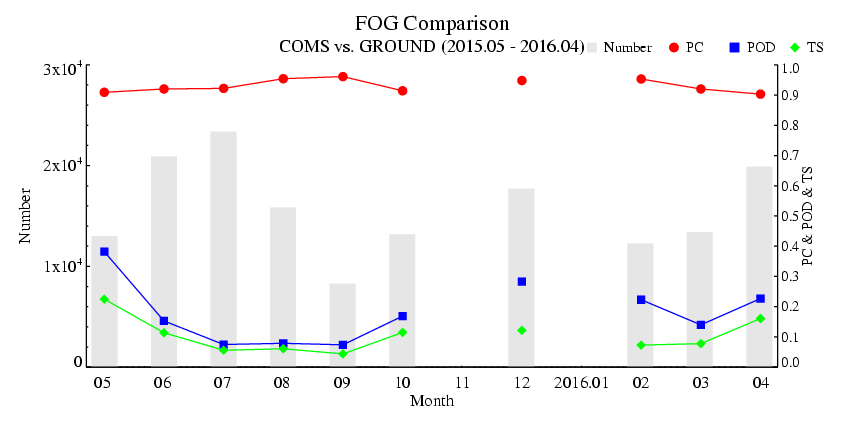 FOG Comparison
COMS vs. GROUND (2015.05 - 2016.04) Number PC POD TS
3x10⁴
2x10⁴
1x10⁴
0
Number
1.0
0.9
0.8
0.7
0.6
0.5
0.4
0.3
0.2
0.1
0.0
PC & POD & TS
05 06 07 08 09 10 11 12 2016.01 02 03 04
Month